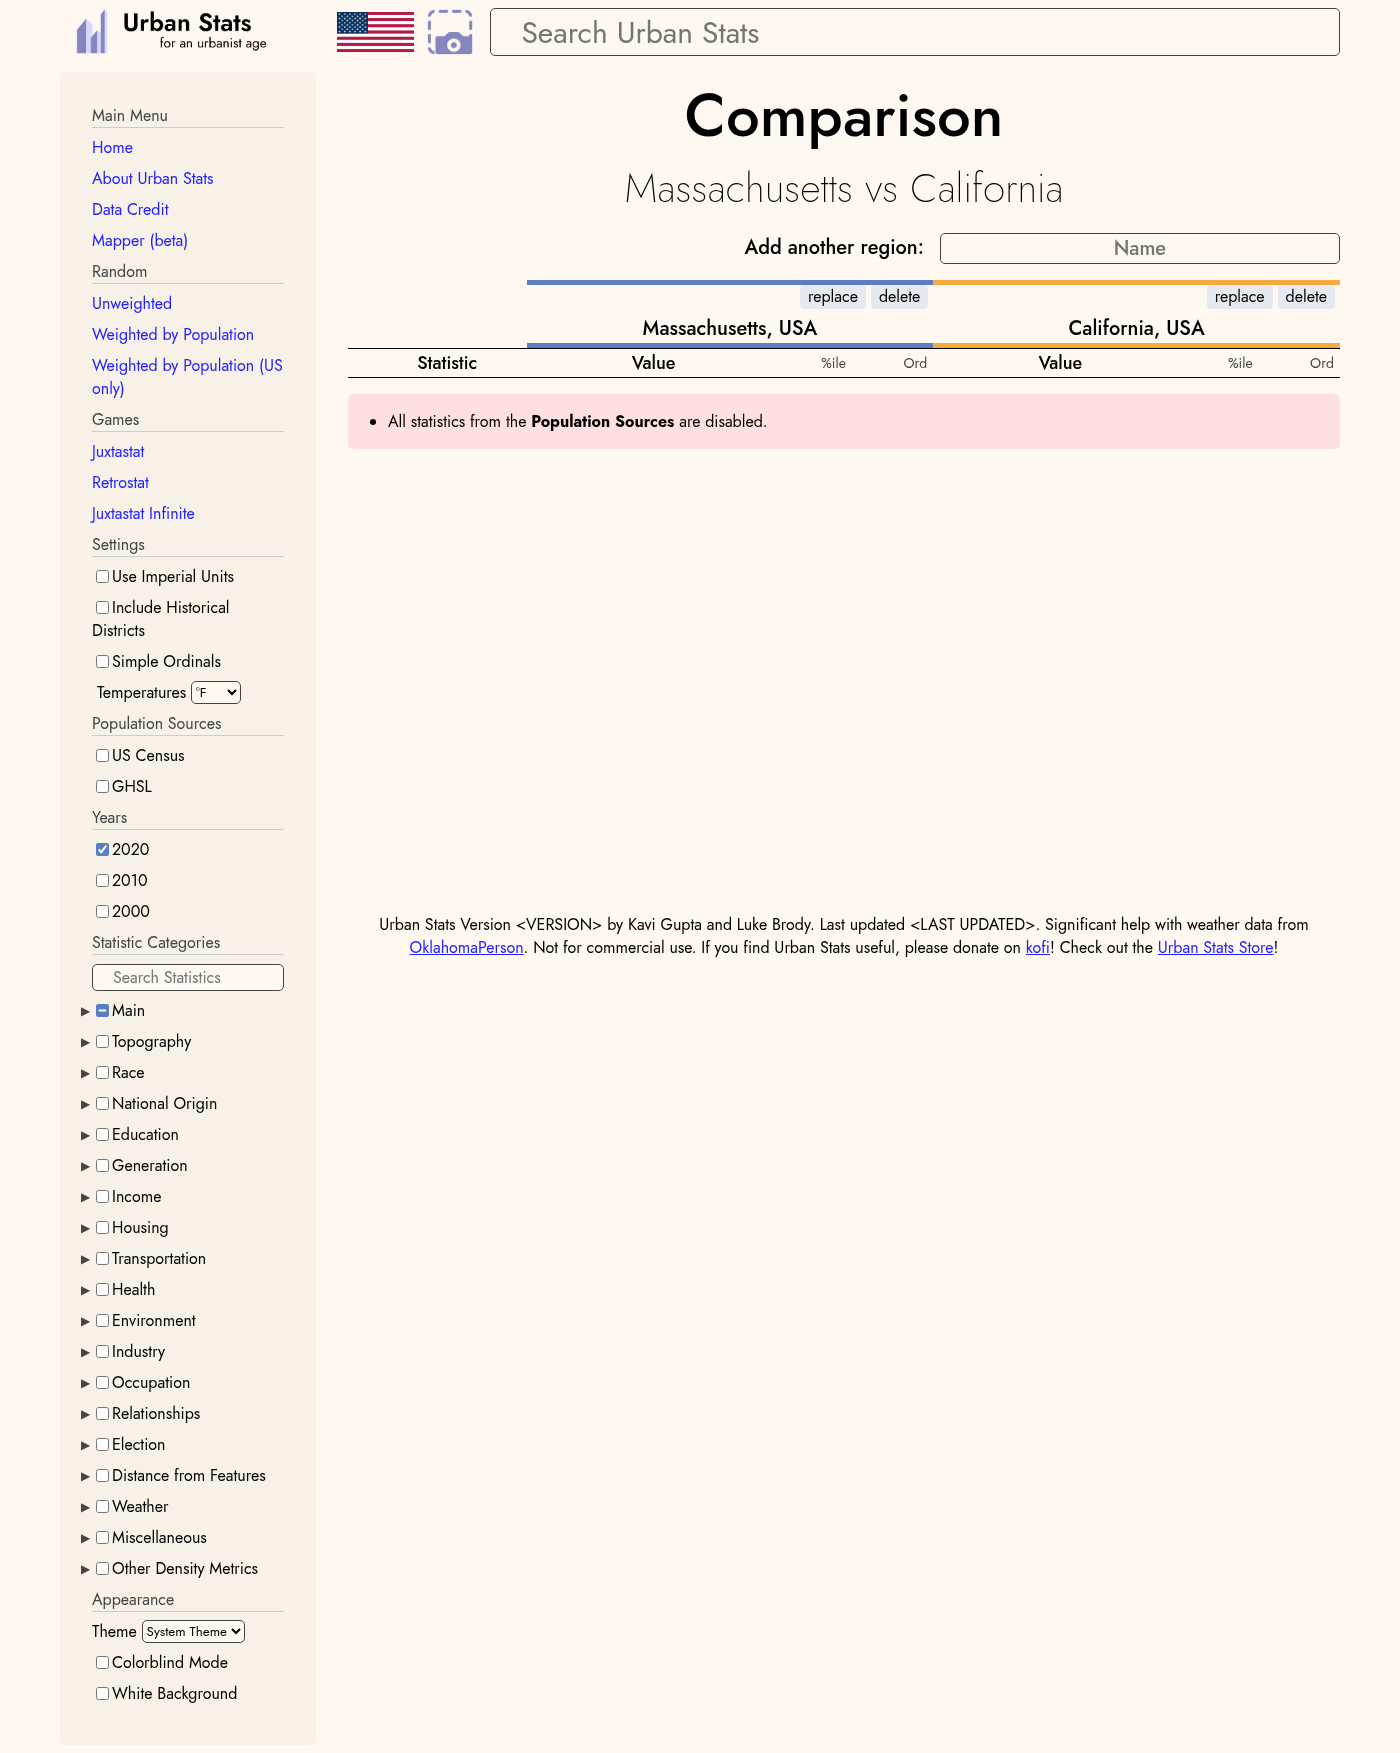 Urban Stats
for an urbanist age
Search Urban Stats
Main Menu
Home
About Urban Stats
Data Credit
Mapper (beta)
Random
Unweighted
Weighted by Population
Weighted by Population (US
only)
Games
Juxtastat
Retrostat
Juxtastat Infinite
Settings
Use Imperial Units
Include Historical
Districts
Simple Ordinals
Temperatures °F
Population Sources
US Census
GHSL
Years
2020
2010
2000
Statistic Categories
Search Statistics
Main
Topography
Race
National Origin
Education
Generation
Income
Housing
Transportation
Health
Environment
Industry
Occupation
Relationships
Election
Distance from Features
Weather
Miscellaneous
Other Density Metrics
Appearance
Theme System Theme
Colorblind Mode
White Background
Comparison
Massachusetts vs California
Add another region: Name
replace delete replace delete
Massachusetts, USA California, USA
Statistic Value %ile Ord Value %ile Ord
All statistics from the Population Sources are disabled.
Urban Stats Version <VERSION> by Kavi Gupta and Luke Brody. Last updated <LAST UPDATED>. Significant help with weather data from
OklahomaPerson. Not for commercial use. If you find Urban Stats useful, please donate on kofi! Check out the Urban Stats Store!